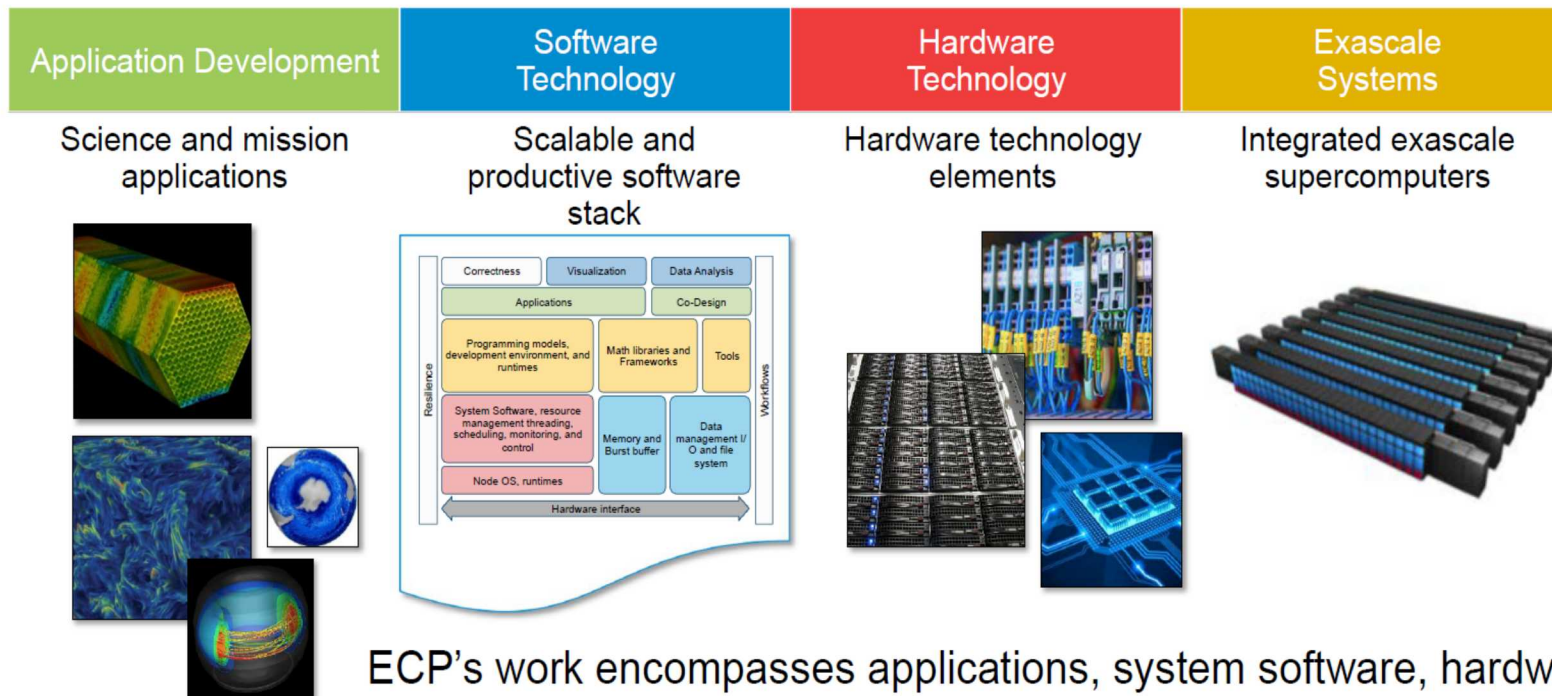 Application Development
Software
Technology
Hardware
Technology
Exascale
Systems
Science and mission
applications
Scalable and
productive software
stack
Hardware technology
elements
Integrated exascale
supercomputers
Resilience
Correctness
Visualization
Data Analysis
Applications
Co-Design
Programming models,
development environment, and
runtimes
Math libraries and
Frameworks
Tools
System Software, resource
management threading,
scheduling, monitoring, and
control
Memory and
Burst buffer
Data
management I/
O and file
system
Node OS, runtimes
Hardware interface
Workflows
AZ16
ECP's work encompasses applications, system software, hardw